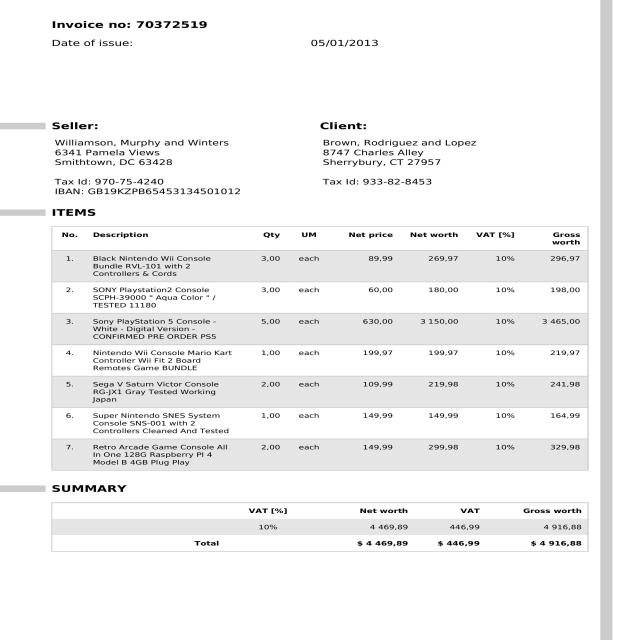 Invoice no: 70372519
Date of issue: 05/01/2013
Seller: Client:
Williamson, Murphy and Winters Brown, Rodriguez and Lopez
6341 Pamela Views 8747 Charles Alley
Smithtown, DC 63428 Sherrybury, CT 27957
Tax Id: 970-75-4240 Tax Id: 933-82-8453
IBAN: GB19KZPB65453134501012
ITEMS
No. Description Qty UM Net price Net worth VAT [%] Gross
worth
1. Black Nintendo Wii Console 3,00 each 89,99 269,97 10% 296,97
Bundle RVL-101 with 2
Controllers & Cords
2. SONY Playstation2 Console 3,00 each 60,00 180,00 10% 198,00
SCPH-39000 " Aqua Color " /
TESTED 11180
3. Sony PlayStation 5 Console - 5,00 each 630,00 3 150,00 10% 3 465,00
White - Digital Version -
CONFIRMED PRE ORDER PS5
4. Nintendo Wii Console Mario Kart 1,00 each 199,97 199,97 10% 219,97
Controller Wii Fit 2 Board
Remotes Game BUNDLE
5. Sega V Saturn Victor Console 2,00 each 109,99 219,98 10% 241,98
RG-JX1 Gray Tested Working
Japan
6. Super Nintendo SNES System 1,00 each 149,99 149,99 10% 164,99
Console SNS-001 with 2
Controllers Cleaned And Tested
7. Retro Arcade Game Console All 2,00 each 149,99 299,98 10% 329,98
In One 128G Raspberry PI 4
Model B 4GB Plug Play
SUMMARY
VAT [%] Net worth VAT Gross worth
10% 4 469,89 446,99 4 916,88
Total $ 4 469,89 $ 446,99 $ 4 916,88